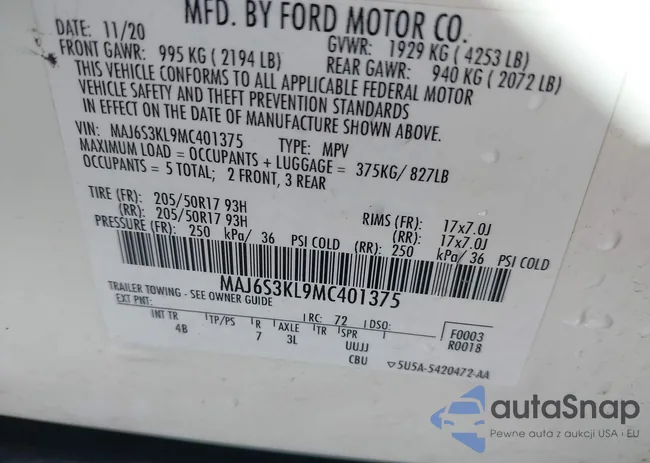 MFD. BY FORD MOTOR CO.
DATE: 11/20 GVWR: 1929 KG ( 4253 LB)
FRONT GAWR: 995 KG ( 2194 LB) REAR GAWR: 940 KG ( 2072 LB)
THIS VEHICLE CONFORMS TO ALL APPLICABLE FEDERAL MOTOR
VEHICLE SAFETY AND THEFT PREVENTION STANDARDS
IN EFFECT ON THE DATE OF MANUFACTURE SHOWN ABOVE.
VIN: MAJ6S3KL9MC401375 TYPE: MPV
MAXIMUM LOAD = OCCUPANTS + LUGGAGE = 375KG/ 827LB
OCCUPANTS = 5 TOTAL; 2 FRONT, 3 REAR
TIRE (FR): 205/50R17 93H RIMS (FR): 17x7.0J
(RR): 205/50R17 93H (RR): 17x7.0J
PRESSURE (FR): 250 kPa/ 36 PSI COLD (RR): 250 kPa/ 36 PSI COLD
MAJ6S3KL9MC401375
TRAILER TOWING - SEE OWNER GUIDE
EXT PNT: RC: 72 DSO: F0003
INT TR TP/PS R AXLE TR SPR R0018
4B 7 3L UUJJ
CBU 5U5A-5420472-AA
autaSnap
Pewne auta z aukcji USA i EU